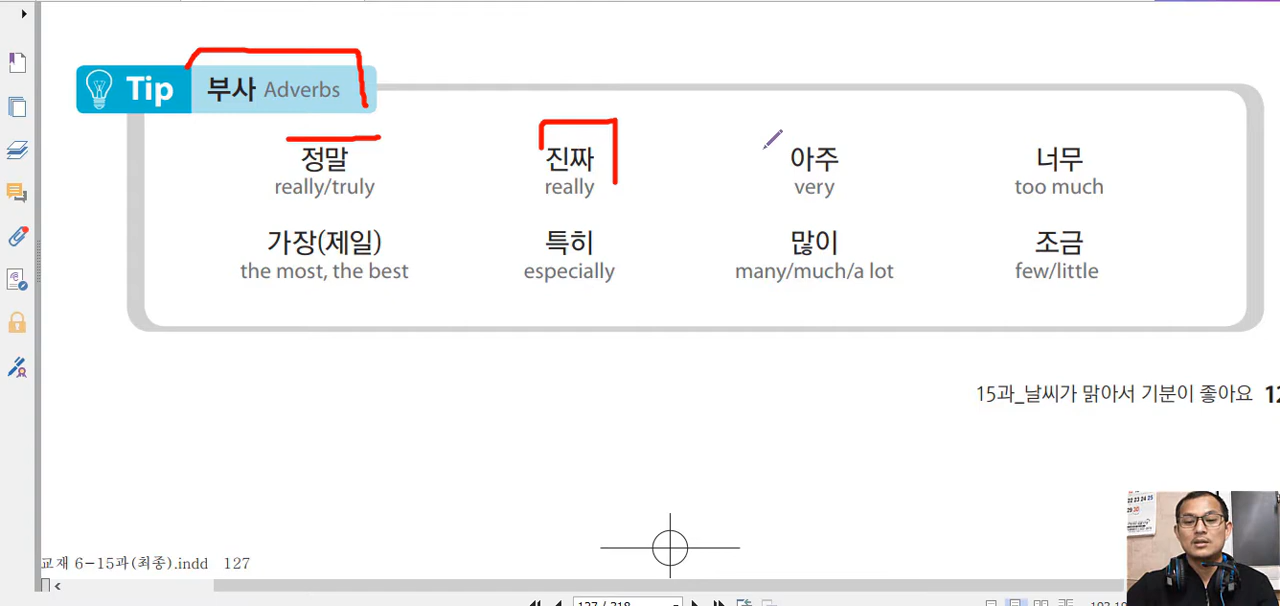 Tip 부사 Adverbs
정말 진짜 아주 너무
really/truly really very too much
가장(제일) 특히 많이 조금
the most, the best especially many/much/a lot few/little
15과_날씨가 맑아서 기분이 좋아요 12
교재 6-15과(최종).indd 127
127 / 318